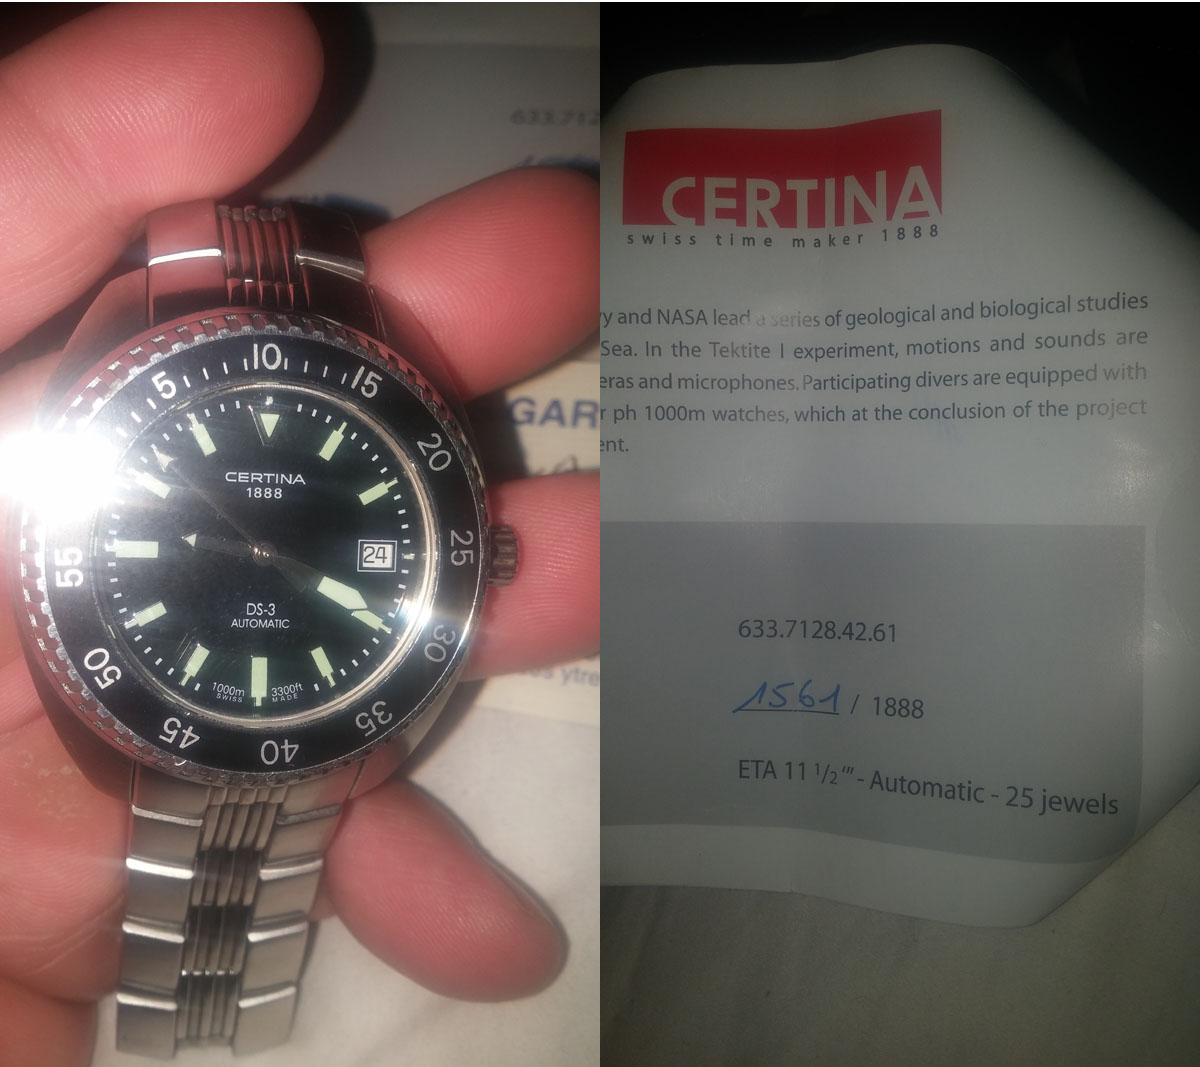 10
15
20
25
30
35
40
45
50
55
5
CERTINA
1888
24
DS-3
AUTOMATIC
1000m 3300ft
SWISS MADE
633.712
GAR
ytre
CERTINA
swiss time maker 1888
y and NASA lead a series of geological and biological studies
Sea. In the Tektite I experiment, motions and sounds are
eras and microphones. Participating divers are equipped with
r ph 1000m watches, which at the conclusion of the project
ent.
633.7128.42.61
1561 / 1888
ETA 11 1/2 ''' - Automatic - 25 jewels